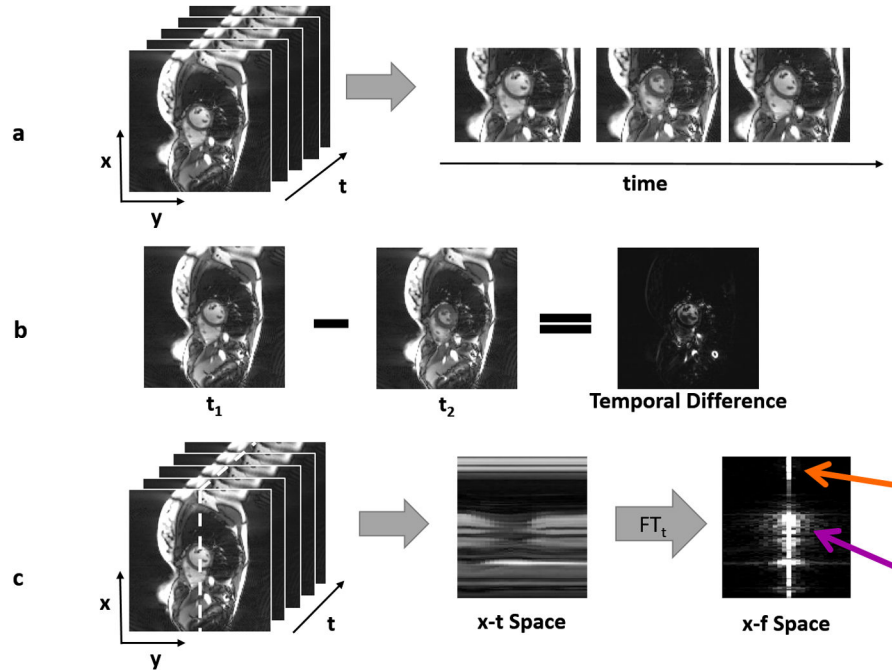 a
x
y
t
time
b
t₁
t₂
Temporal Difference
c
x
y
t
FTₜ
x-t Space
x-f Space